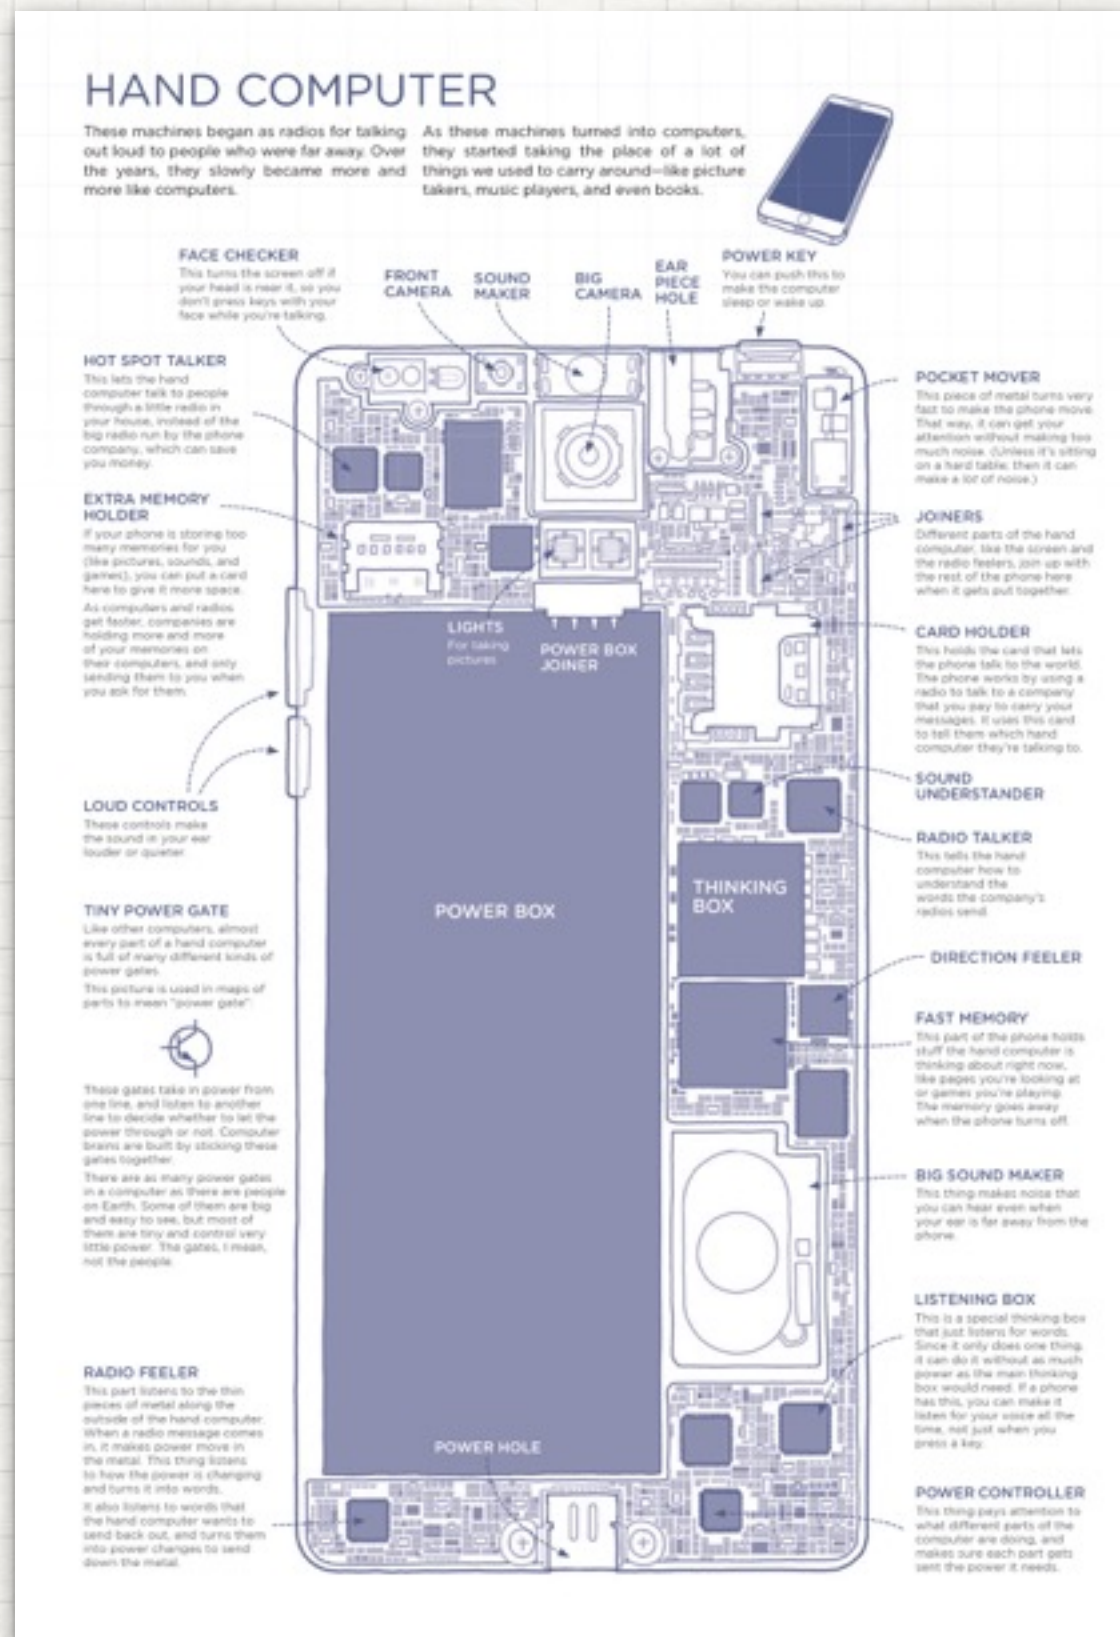 HAND COMPUTER
These machines began as radios for talking
out loud to people who were far away. Over
the years, they slowly became more and
more like computers.
As these machines turned into computers,
they started taking the place of a lot of
things we used to carry around—like picture
takers, music players, and even books.
FACE CHECKER
This turns the screen off if
your head is near it, so you
don't press keys with your
face while you're talking.
FRONT
CAMERA
SOUND
MAKER
BIG
CAMERA
EAR
PIECE
HOLE
POWER KEY
You can push this to
make the computer
sleep or wake up.
HOT SPOT TALKER
This lets the hand
computer talk to people
through a little radio in
your house, instead of the
big radio run by the phone
company, which can save
you money.
EXTRA MEMORY
HOLDER
If your phone is storing too
many memories for you
(like pictures, sounds, and
games), you can put a card
here to give it more space.
As computers and radios
get faster, companies are
holding more and more
of your memories on
their computers, and only
sending them to you when
you ask for them.
LOUD CONTROLS
These controls make
the sound in your ear
louder or quieter.
TINY POWER GATE
Like other computers, almost
every part of a hand computer
is full of many different kinds of
power gates.
This picture is used in maps of
parts to mean "power gate".
These gates take in power from
one line, and listen to another
line to decide whether to let the
power through or not. Computer
brains are built by sticking these
gates together.
There are as many power gates
in a computer as there are people
on Earth. Some of them are big
and easy to see, but most of
them are tiny and control very
little power. The gates, I mean,
not the people.
RADIO FEELER
This part listens to the thin
pieces of metal along the
outside of the hand computer.
When a radio message comes
in, it makes power move in
the metal. This thing listens
to how the power is changing
and turns it into words.
It also listens to words that
the hand computer wants to
send back out, and turns them
into power changes to send
down the metal.
LIGHTS
For taking
pictures
POWER BOX
JOINER
POWER BOX
THINKING
BOX
POWER HOLE
POCKET MOVER
This piece of metal turns very
fast to make the phone move.
That way, it can get your
attention without making too
much noise. (Unless it's sitting
on a hard table; then it can
make a lot of noise.)
JOINERS
Different parts of the hand
computer, like the screen and
the radio feelers, join up with
the rest of the phone here
when it gets put together.
CARD HOLDER
This holds the card that lets
the phone talk to the world.
The phone works by using a
radio to talk to a company
that you pay to carry your
messages. It uses this card
to tell them which hand
computer they're talking to.
SOUND
UNDERSTANDER
RADIO TALKER
This tells the hand
computer how to
understand the
words the company's
radios send.
DIRECTION FEELER
FAST MEMORY
This part of the phone holds
stuff the hand computer is
thinking about right now,
like pages you're looking at
or games you're playing.
The memory goes away
when the phone turns off.
BIG SOUND MAKER
This thing makes noise that
you can hear even when
your ear is far away from the
phone.
LISTENING BOX
This is a special thinking box
that just listens for words.
Since it only does one thing,
it can do it without as much
power as the main thinking
box would need. If a phone
has this, you can make it
listen for your voice all the
time, not just when you
press a key.
POWER CONTROLLER
This thing pays attention to
what different parts of the
computer are doing, and
makes sure each part gets
sent the power it needs.